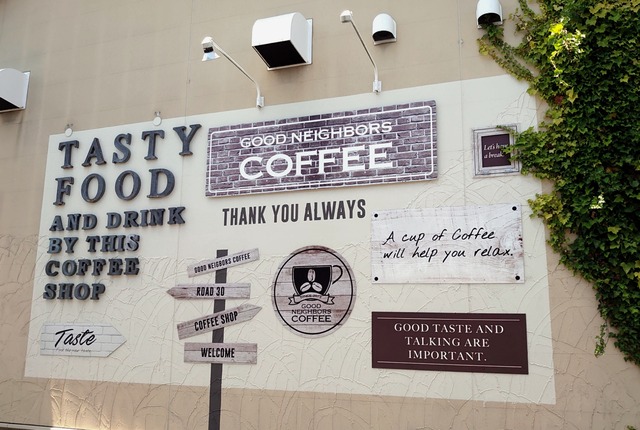 TASTY
FOOD
AND DRINK
BY THIS
COFFEE
SHOP
GOOD NEIGHBORS
COFFEE
THANK YOU ALWAYS
Let's have
a break
A cup of Coffee
will help you relax.
GOOD NEIGBORS COFFEE
ROAD 30
COFFEE SHOP
WELCOME
GOOD
NEIGHBORS
COFFEE
Taste
GOOD TASTE AND
TALKING ARE
IMPORTANT.